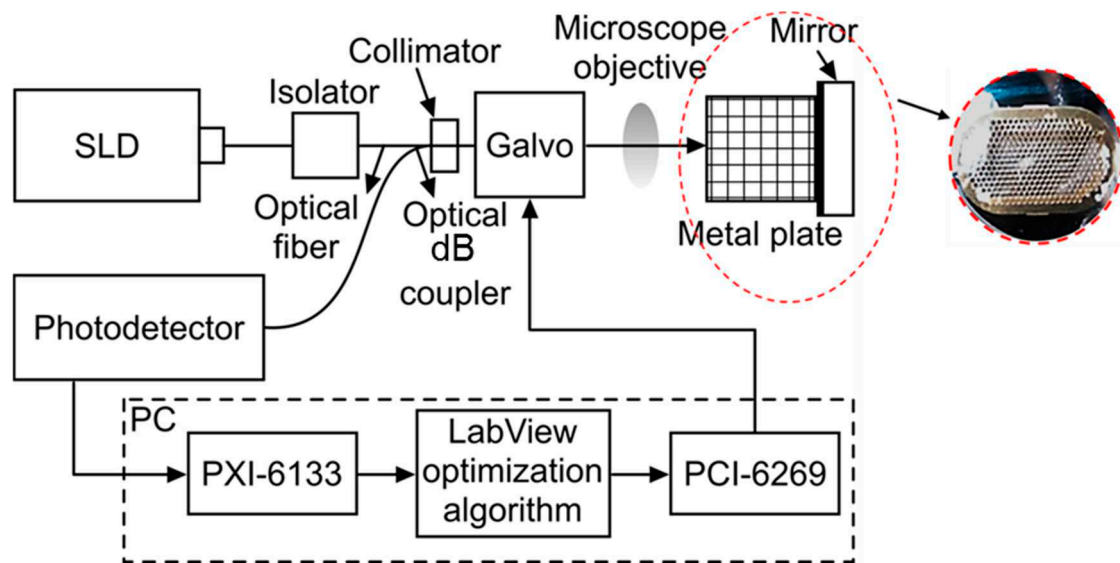 SLD
Isolator
Collimator
Galvo
Microscope
objective
Mirror
Optical
fiber
Optical
dB
coupler
Metal plate
Photodetector
PC
PXI-6133
LabView
optimization
algorithm
PCI-6269